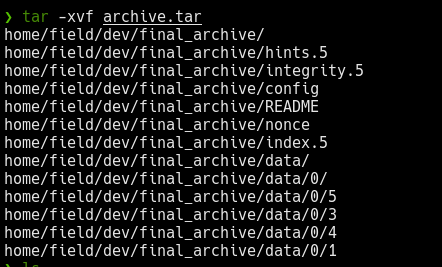 ❯ tar -xvf archive.tar
home/field/dev/final_archive/
home/field/dev/final_archive/hints.5
home/field/dev/final_archive/integrity.5
home/field/dev/final_archive/config
home/field/dev/final_archive/README
home/field/dev/final_archive/nonce
home/field/dev/final_archive/index.5
home/field/dev/final_archive/data/
home/field/dev/final_archive/data/0/
home/field/dev/final_archive/data/0/5
home/field/dev/final_archive/data/0/3
home/field/dev/final_archive/data/0/4
home/field/dev/final_archive/data/0/1